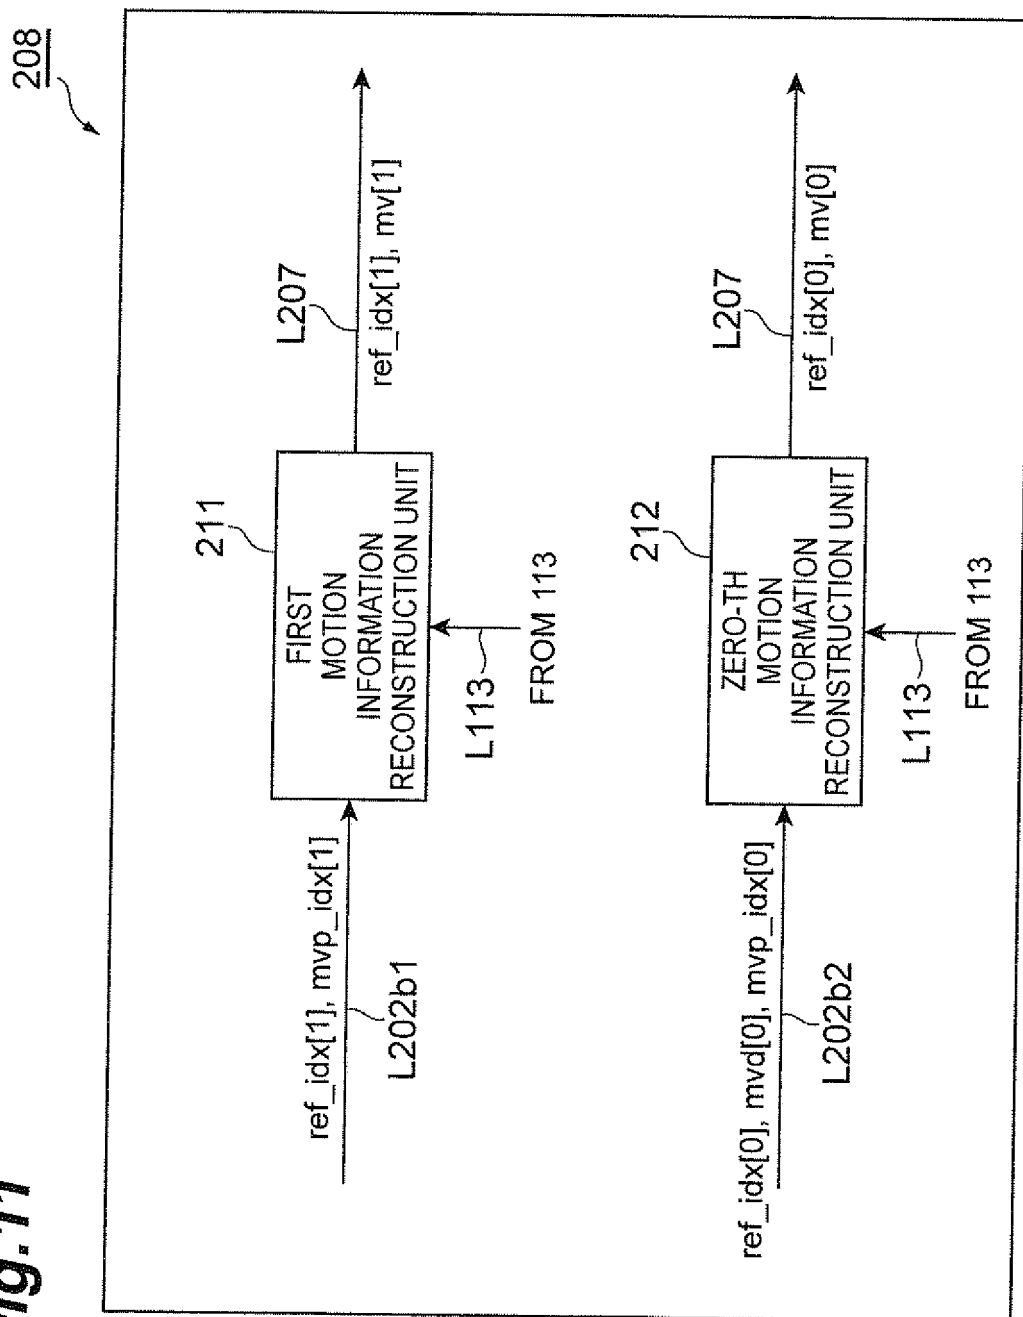 Fig.11
208
211
FIRST
MOTION
INFORMATION
RECONSTRUCTION UNIT
ref_idx[1], mvp_idx[1]
L202b1
L113
FROM 113
L207
ref_idx[1], mv[1]
212
ZERO-TH
MOTION
INFORMATION
RECONSTRUCTION UNIT
ref_idx[0], mvd[0], mvp_idx[0]
L202b2
L113
FROM 113
L207
ref_idx[0], mv[0]